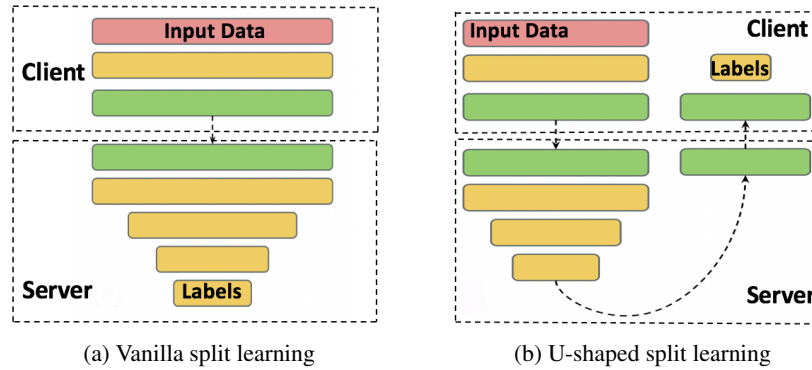 Input Data
Client
Server
Labels
(a) Vanilla split learning
Input Data
Client
Labels
Server
(b) U-shaped split learning